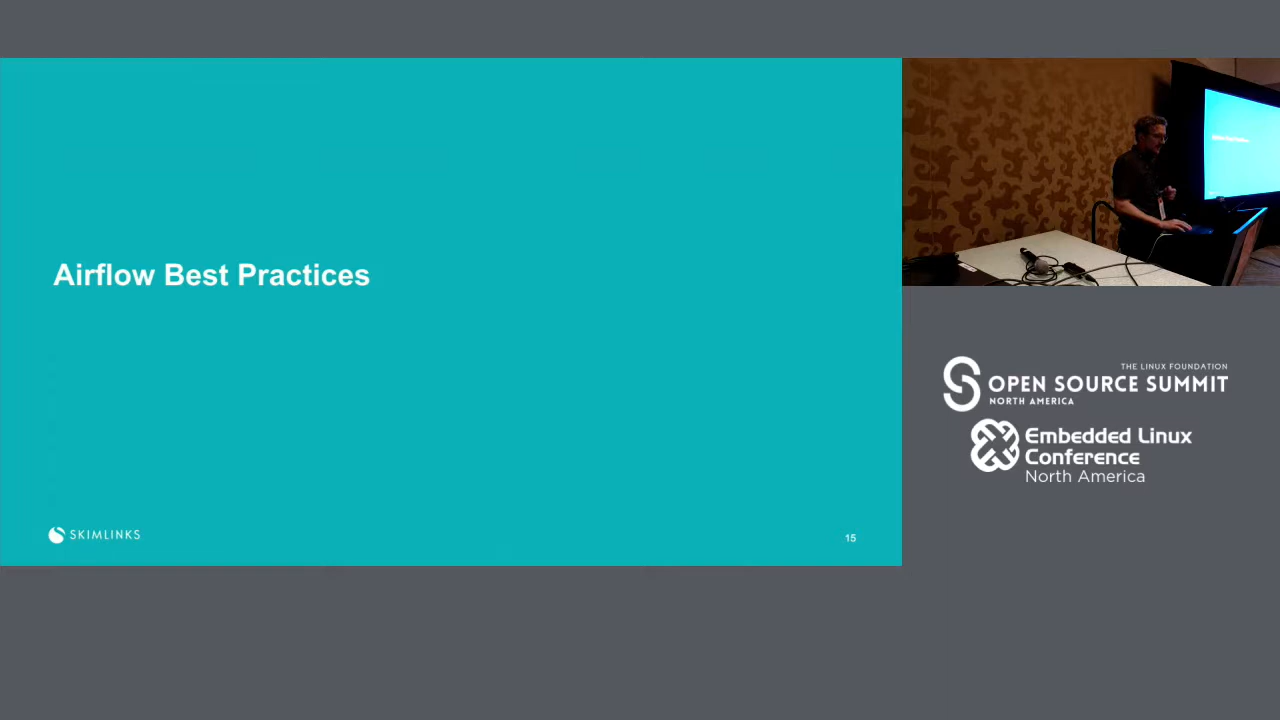 Airflow Best Practices
SKIMLINKS
15
THE LINUX FOUNDATION
OPEN SOURCE SUMMIT
NORTH AMERICA
Embedded Linux
Conference
North America